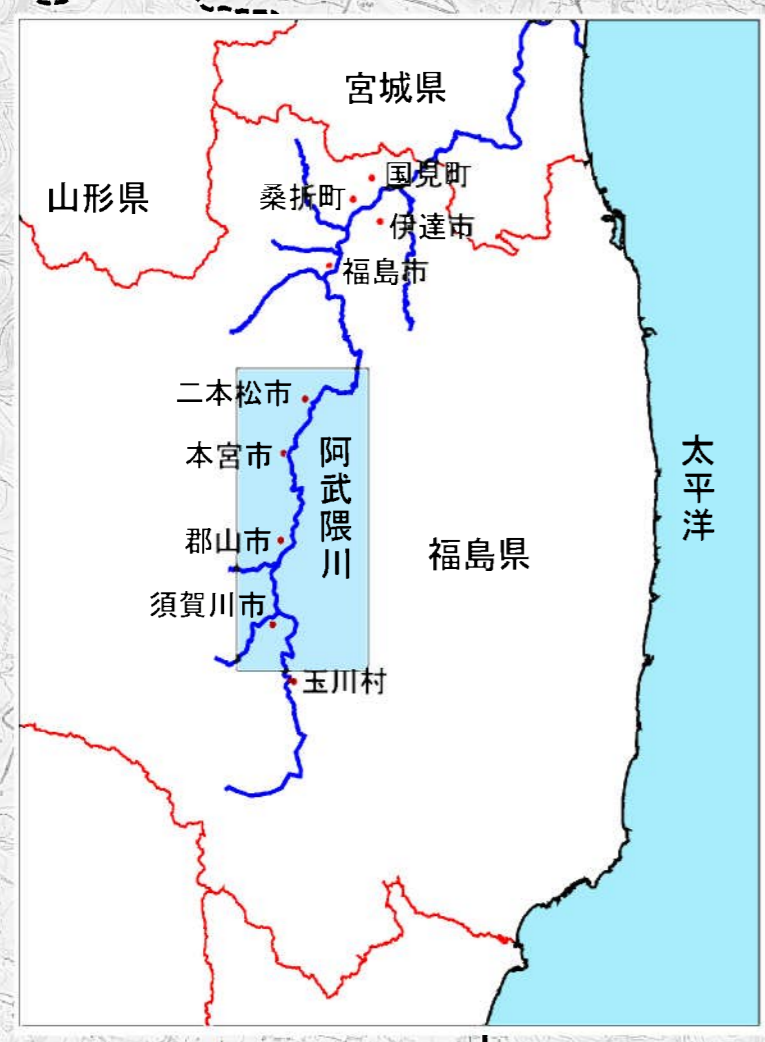 宮城県
山形県
国見町
桑折町
伊達市
福島市
二本松市
本宮市
阿武隈川
太平洋
郡山市
福島県
須賀川市
玉川村